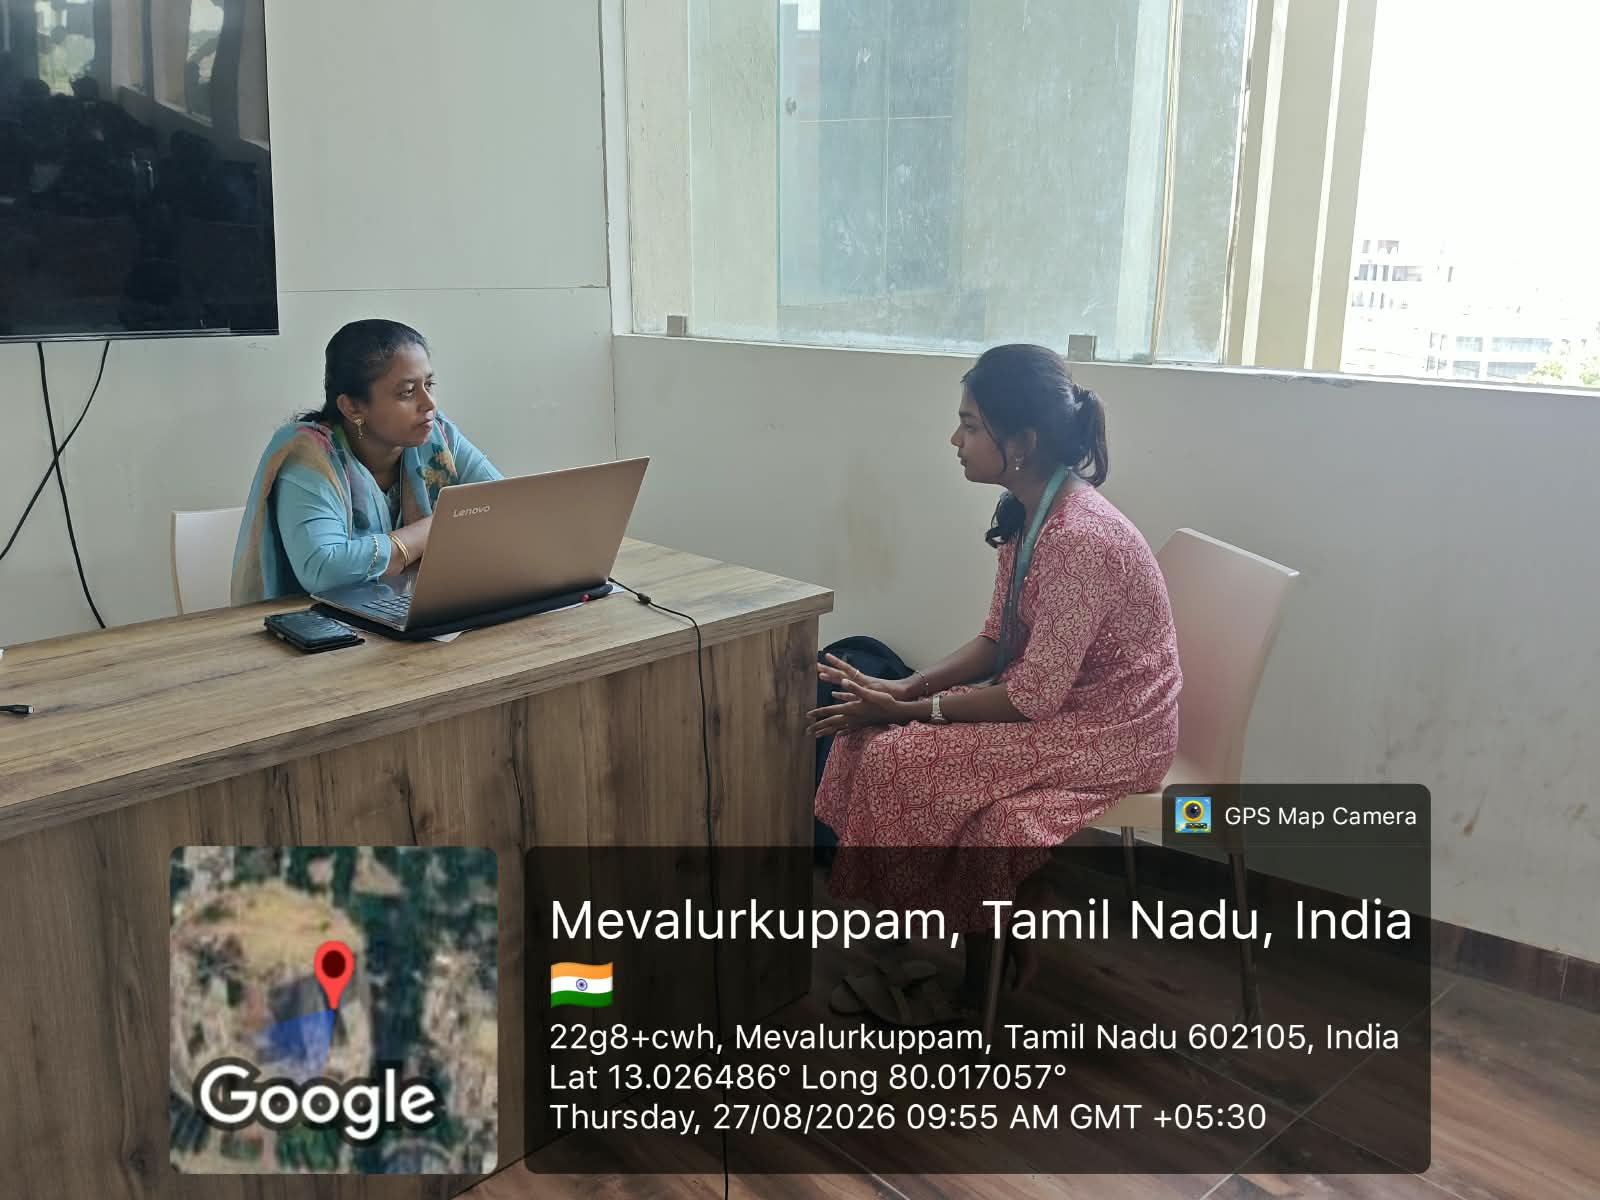 Lenovo
GPS Map Camera
Mevalurkuppam, Tamil Nadu, India
22g8+cwh, Mevalurkuppam, Tamil Nadu 602105, India
Lat 13.026486° Long 80.017057°
Thursday, 27/08/2026 09:55 AM GMT +05:30
Google